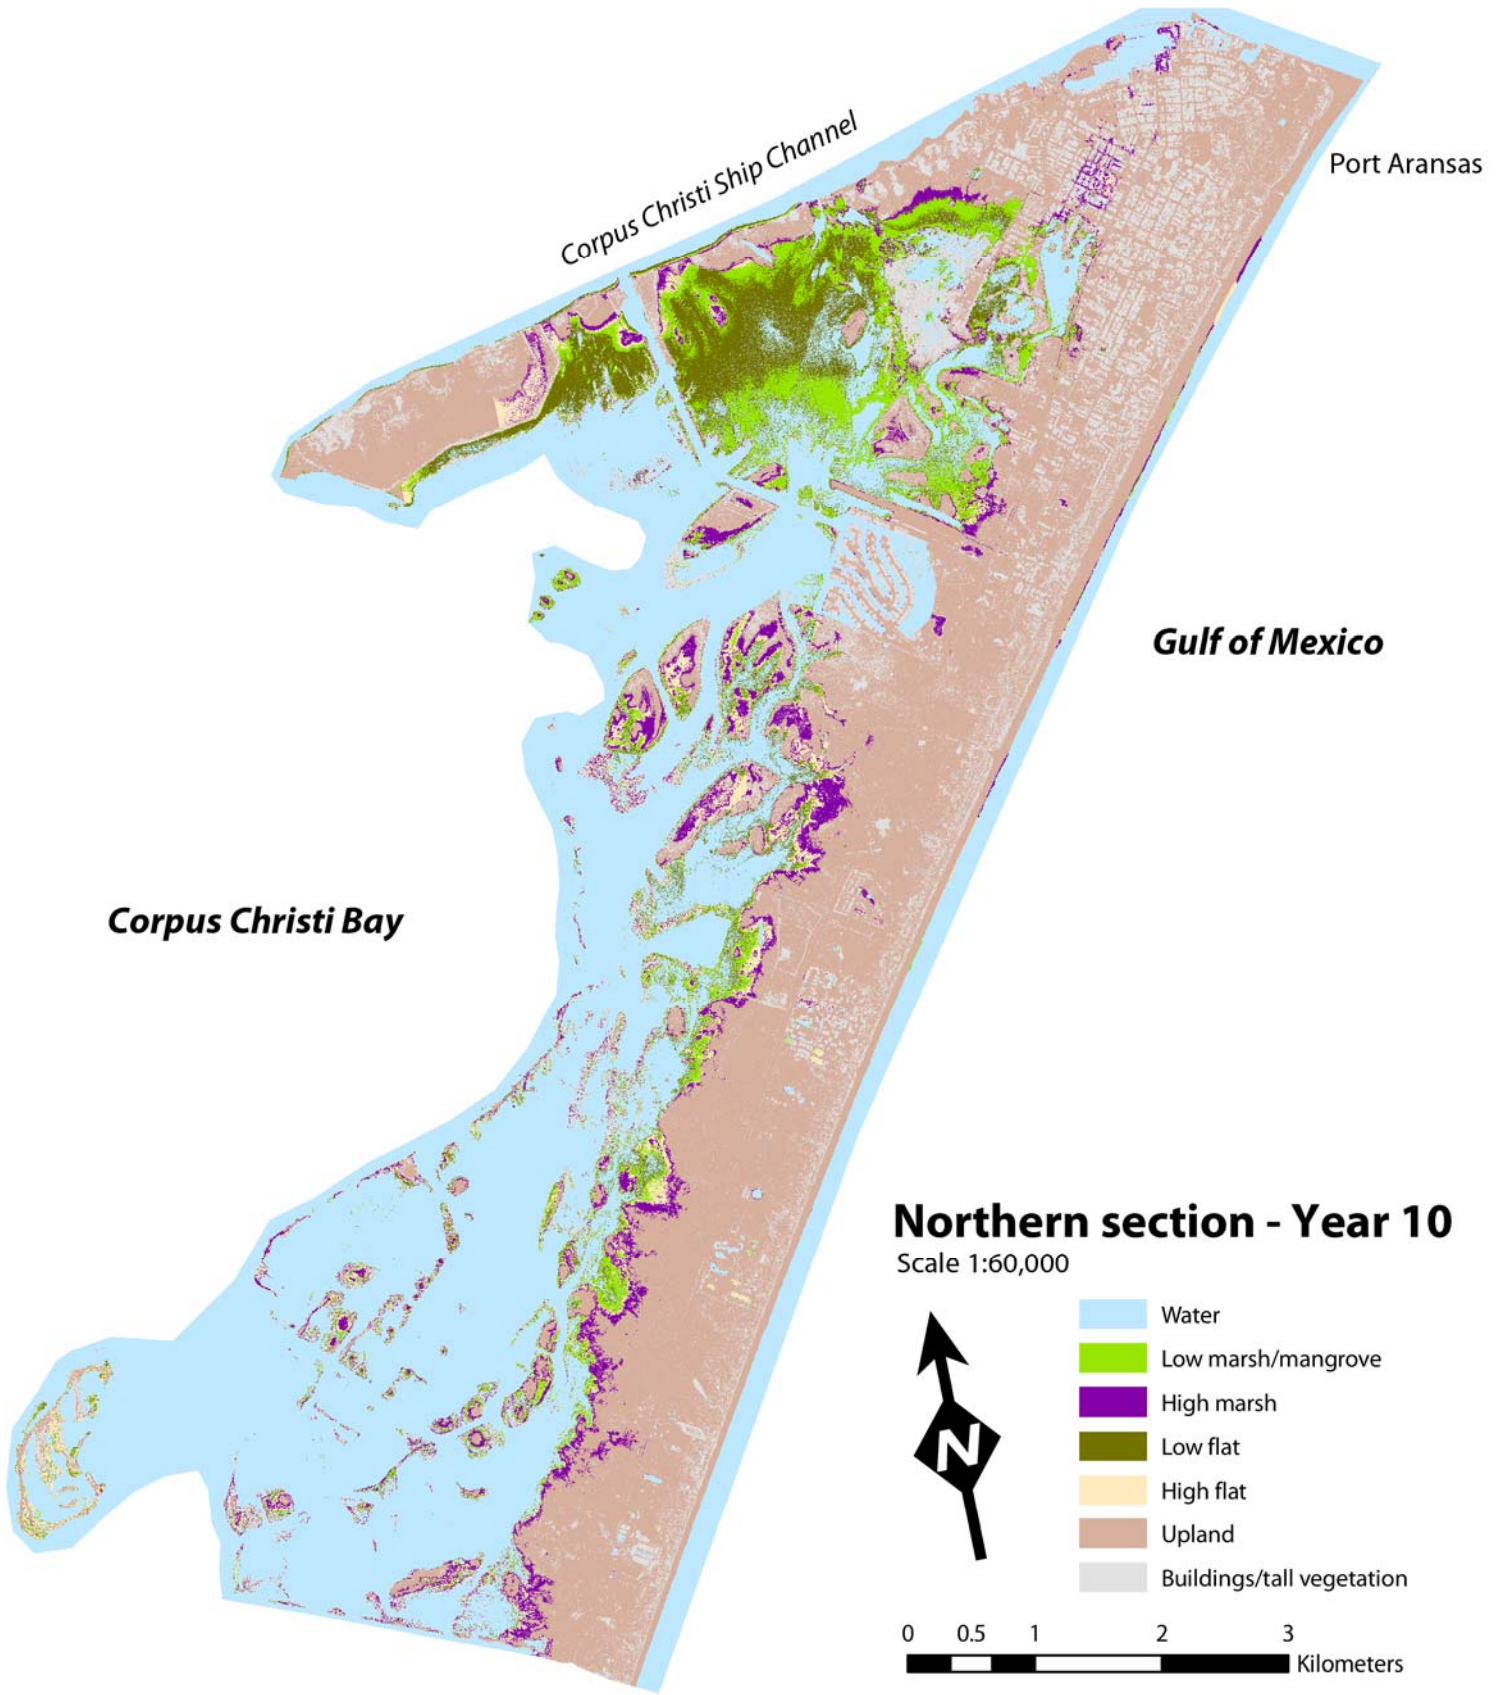 Corpus Christi Ship Channel
Port Aransas
Gulf of Mexico
Corpus Christi Bay
Northern section - Year 10
Scale 1:60,000
N
Water
Low marsh/mangrove
High marsh
Low flat
High flat
Upland
Buildings/tall vegetation
0 0.5 1 2 3
Kilometers